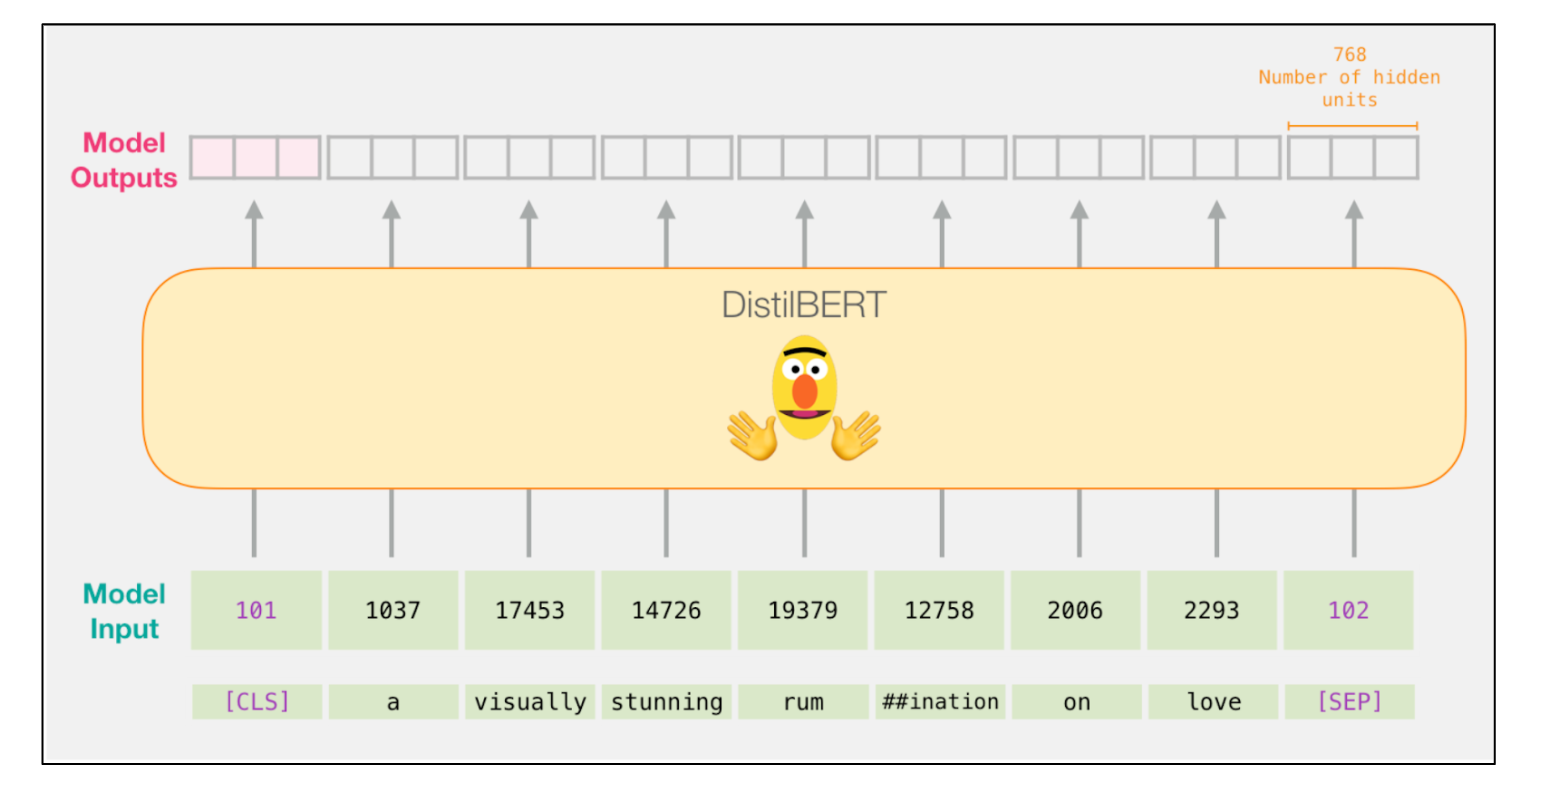 768
Number of hidden
units
Model
Outputs
DistilBERT
Model
Input
101 1037 17453 14726 19379 12758 2006 2293 102
[CLS] a visually stunning rum ##ination on love [SEP]